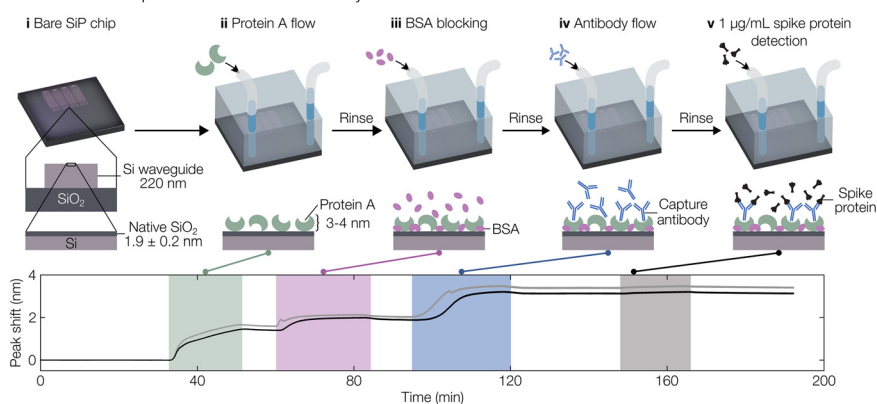 i Bare SiP chip
ii Protein A flow
iii BSA blocking
iv Antibody flow
v 1 µg/mL spike protein
detection
Rinse
Rinse
Rinse
Si waveguide
220 nm
SiO2
Native SiO2
1.9 ± 0.2 nm
Si
Protein A
3-4 nm
BSA
Capture
antibody
Spike
protein
Peak shift (nm)
4
2
0
0
40
80
120
160
200
Time (min)